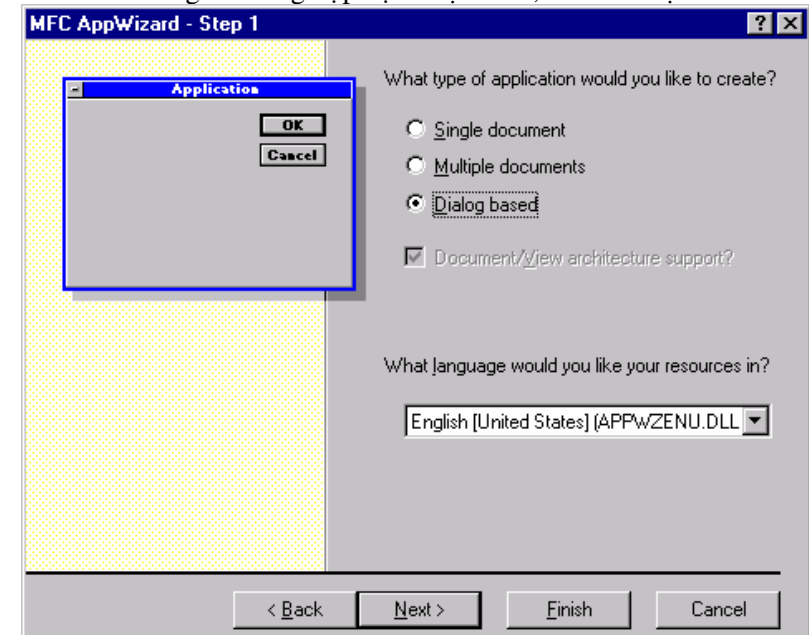 MFC AppWizard - Step 1
Application
OK
Cancel
What type of application would you like to create?
Single document
Multiple documents
Dialog based
Document/View architecture support?
What language would you like your resources in?
English [United States] (APPWZENU.DLL
< Back
Next >
Finish
Cancel